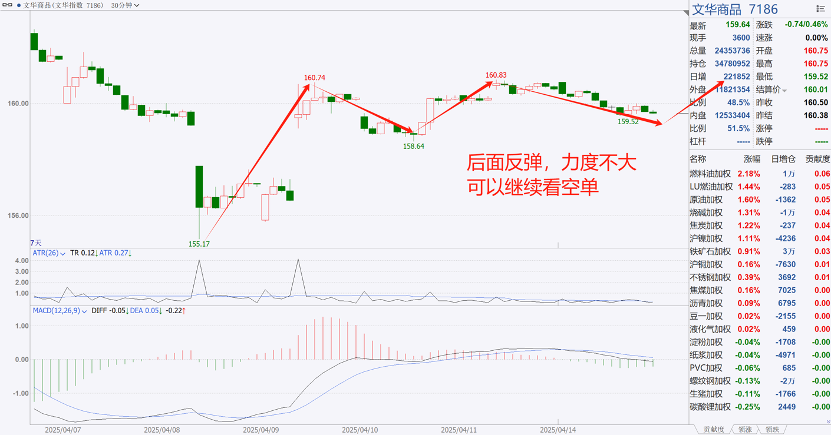 文华商品(文华指数 7186) 30分钟
160.00
156.00
160.74
160.83
158.64
159.52
155.17
后面反弹，力度不大
可以继续看空单
7天
ATR(26) TR 0.12↓ATR 0.27↓
4.00
3.00
2.00
1.00
MACD(12,26,9) DIFF -0.05↓DEA 0.05↓ -0.22↑
1.00
0.00
-1.00
2025/04/07 2025/04/08 2025/04/09 2025/04/10 2025/04/11 2025/04/14
文华商品 7186
最新 159.64 涨跌 -0.74/0.46%
现手 3600 速涨 0.00%
总量 24353736 开盘 160.75
持仓 34780952 最高 160.75
日增 221852 最低 159.52
外盘 11821354 结算价 160.01
比例 48.5% 昨收 160.50
内盘 12533404 昨结 160.38
比例 51.5% 涨停 -----
杠杆 ----- 跌停 -----
名称 涨幅 日增仓 贡献度
燃料油加权 2.18% 1万 0.06
LU燃油加权 1.44% -283 0.05
原油加权 1.60% -1362 0.05
烧碱加权 1.31% -1万 0.04
焦炭加权 1.22% -237 0.04
沪镍加权 1.11% -4236 0.04
铁矿石加权 0.91% 3万 0.03
沪铜加权 0.16% -7630 0.01
不锈钢加权 0.39% 3692 0.01
焦煤加权 0.16% 7025 0.00
沥青加权 0.09% 6795 0.00
豆一加权 0.02% -2155 0.00
液化气加权 0.02% 459 0.00
淀粉加权 -0.04% -1708 -0.00
纸浆加权 -0.04% -4971 -0.00
PVC加权 -0.06% 685 -0.00
螺纹钢加权 -0.13% -2万 -0.00
生猪加权 -0.11% -1766 -0.00
碳酸锂加权 -0.25% 2449 -0.00
贡献度 领涨 领跌